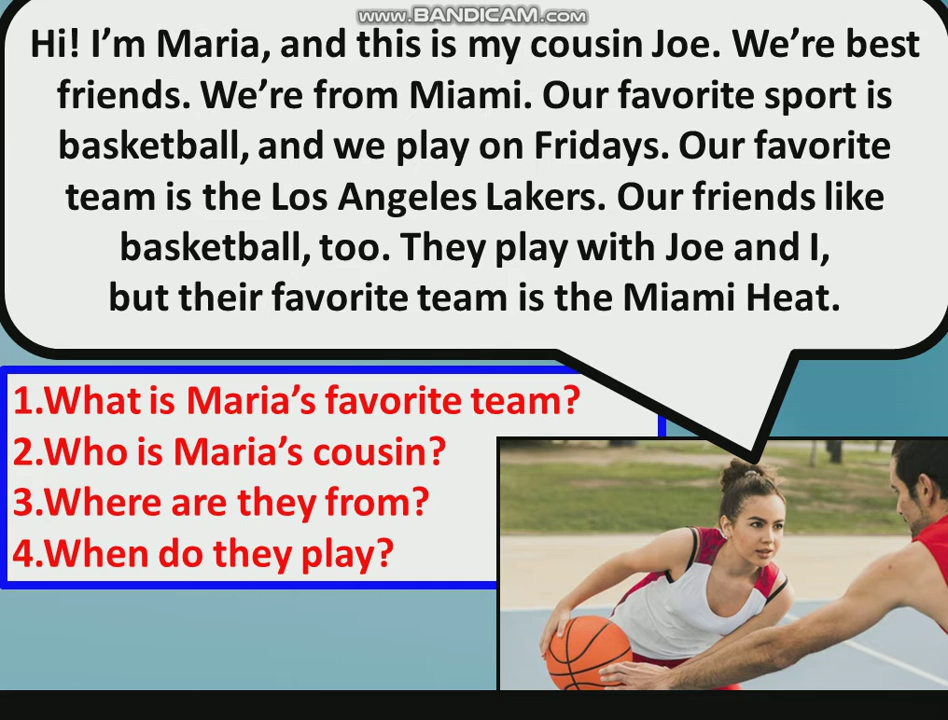 www.BANDICAM.com
Hi! I’m Maria, and this is my cousin Joe. We’re best
friends. We’re from Miami. Our favorite sport is
basketball, and we play on Fridays. Our favorite
team is the Los Angeles Lakers. Our friends like
basketball, too. They play with Joe and I,
but their favorite team is the Miami Heat.
1.What is Maria’s favorite team?
2.Who is Maria’s cousin?
3.Where are they from?
4.When do they play?